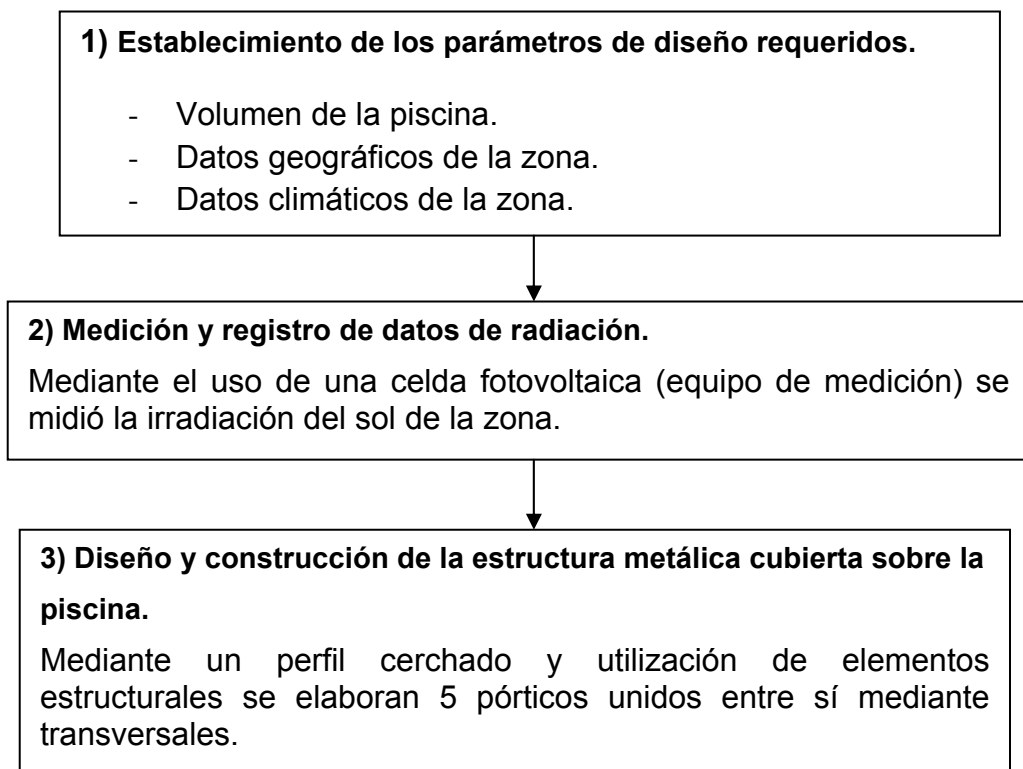 1) Establecimiento de los parámetros de diseño requeridos.
- Volumen de la piscina.
- Datos geográficos de la zona.
- Datos climáticos de la zona.
2) Medición y registro de datos de radiación.
Mediante el uso de una celda fotovoltaica (equipo de medición) se
midió la irradiación del sol de la zona.
3) Diseño y construcción de la estructura metálica cubierta sobre la
piscina.
Mediante un perfil cerchado y utilización de elementos
estructurales se elaboran 5 pórticos unidos entre sí mediante
transversales.